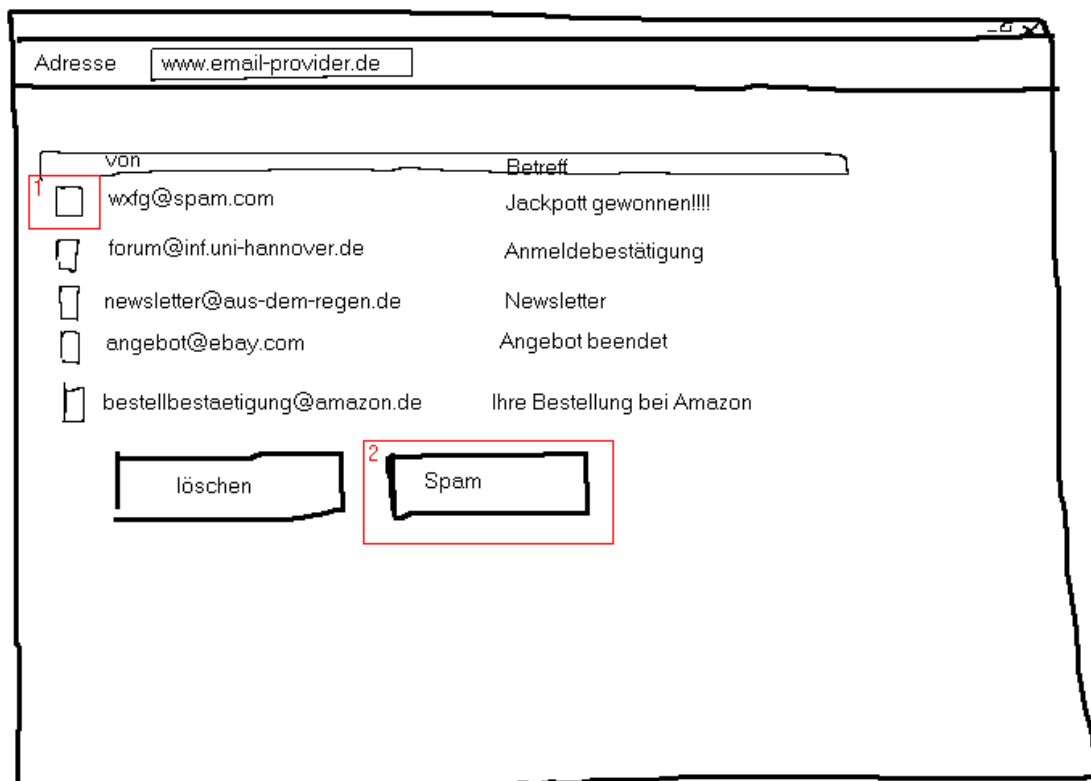 Adresse www.email-provider.de
von Betreff
1
wxfg@spam.com Jackpott gewonnen!!!!
forum@inf.uni-hannover.de Anmeldebestätigung
newsletter@aus-dem-regen.de Newsletter
angebot@ebay.com Angebot beendet
bestellbestaetigung@amazon.de Ihre Bestellung bei Amazon
2
löschen Spam